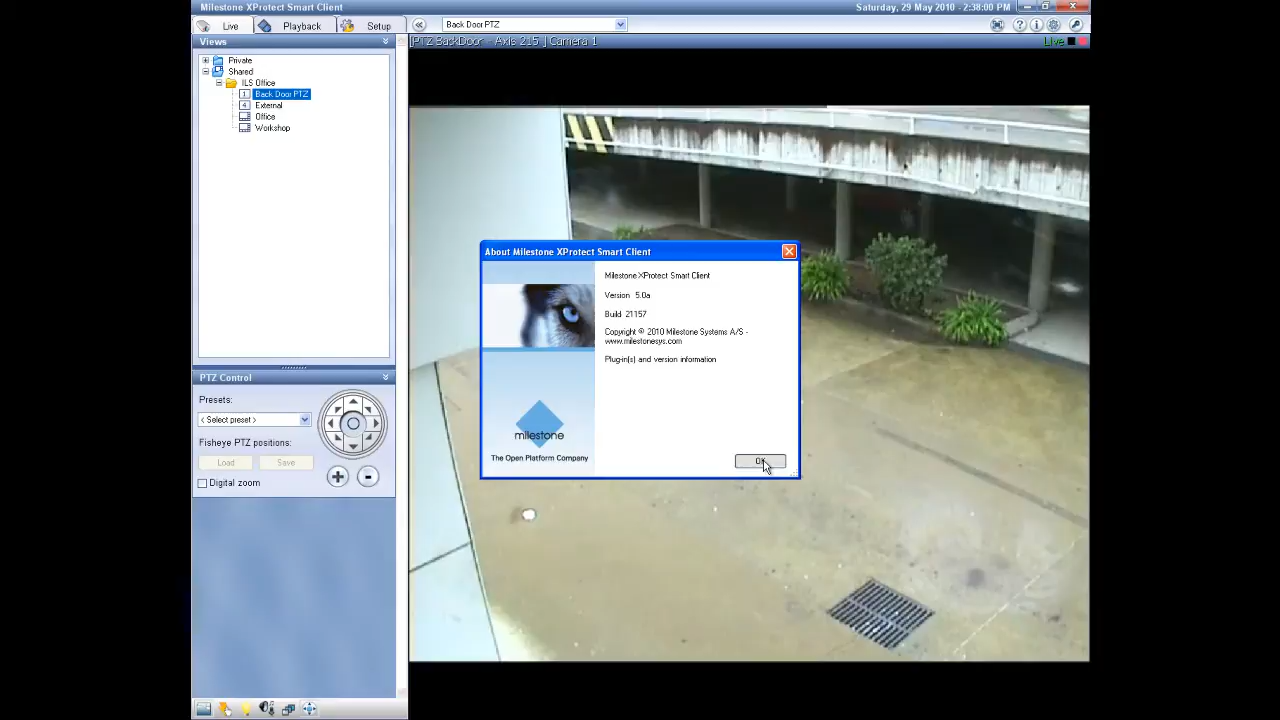 Milestone XProtect Smart Client
Saturday, 29 May 2010 - 2:38:00 PM
Live
Playback
Setup
Back Door PTZ
Views
[PTZ BackDoor - Axis 215 ] Camera 1
Live
Private
Shared
ILS Office
1 Back Door PTZ
4 External
Office
Workshop
About Milestone XProtect Smart Client
Milestone XProtect Smart Client
Version 5.0a
Build 21157
Copyright © 2010 Milestone Systems A/S -
www.milestonesys.com
Plug-in(s) and version information
milestone
The Open Platform Company
OK
PTZ Control
Presets:
< Select preset >
Fisheye PTZ positions:
Load
Save
Digital zoom